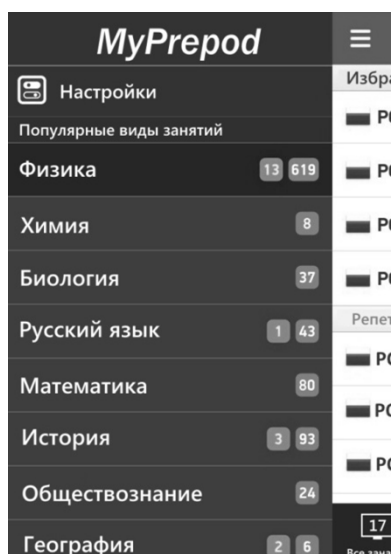 MyPrepod
Настройки
Популярные виды занятий
Физика 13 619
Химия 8
Биология 37
Русский язык 1 43
Математика 80
История 3 93
Обществознание 24
География 2 6
17